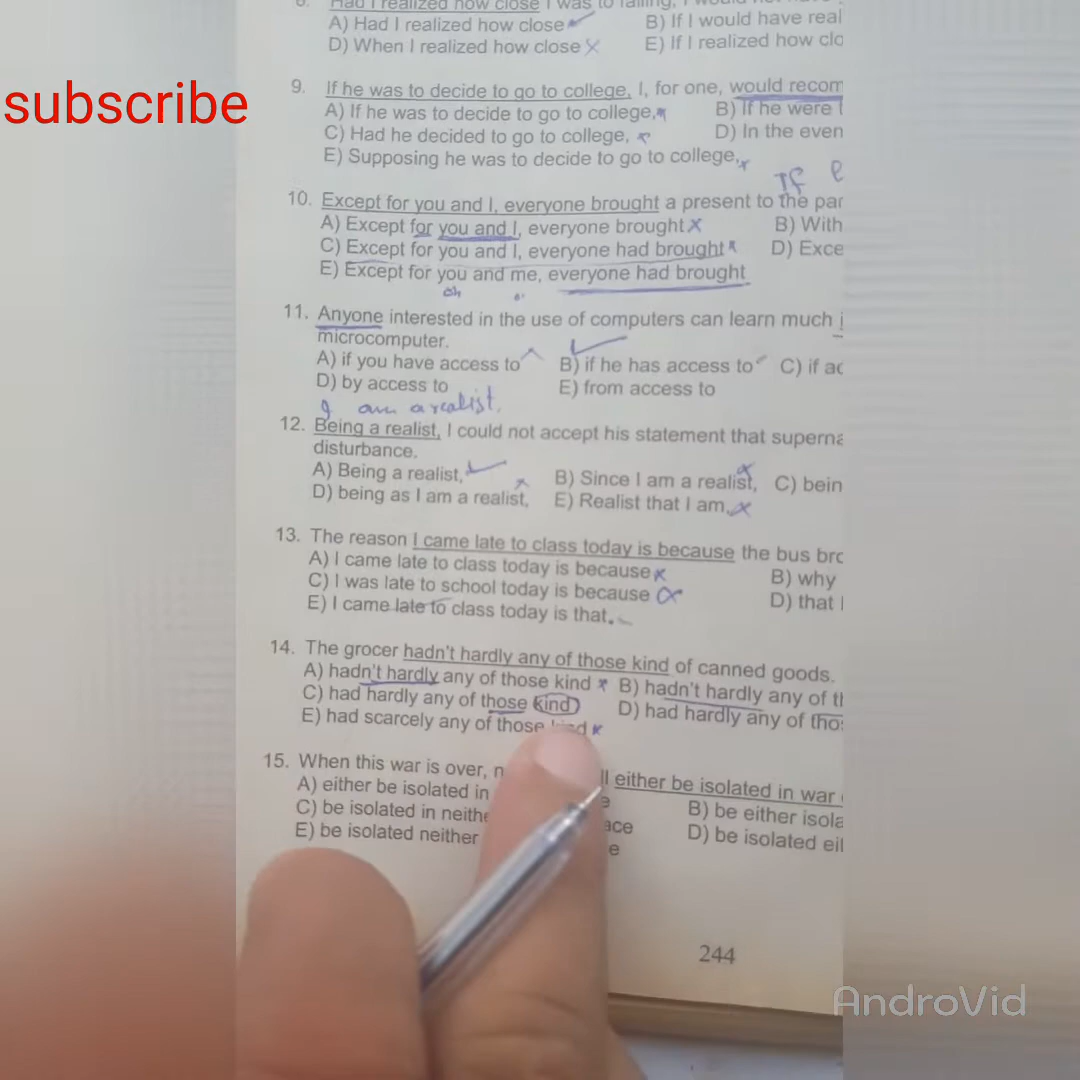 subscribe
Had I realized how close I was to failing, I would not have
A) Had I realized how close B) If I would have real
D) When I realized how close E) If I realized how clo
9. If he was to decide to go to college, I, for one, would recom
A) If he was to decide to go to college, B) If he were
C) Had he decided to go to college, D) In the even
E) Supposing he was to decide to go to college,
If
10. Except for you and I, everyone brought a present to the par
A) Except for you and I, everyone brought B) With
C) Except for you and I, everyone had brought D) Exce
E) Except for you and me, everyone had brought
11. Anyone interested in the use of computers can learn much
microcomputer.
A) if you have access to B) if he has access to C) if ac
D) by access to E) from access to
I am a realist.
12. Being a realist, I could not accept his statement that superna
disturbance.
A) Being a realist, B) Since I am a realist, C) bein
D) being as I am a realist, E) Realist that I am,
13. The reason I came late to class today is because the bus bro
A) I came late to class today is because B) why
C) I was late to school today is because D) that I
E) I came late to class today is that.
14. The grocer hadn't hardly any of those kind of canned goods.
A) hadn't hardly any of those kind B) hadn't hardly any of th
C) had hardly any of those kind D) had hardly any of thos
E) had scarcely any of those kind
15. When this war is over, n ll either be isolated in war
A) either be isolated in e B) be either isola
C) be isolated in neithe ace D) be isolated eit
E) be isolated neither e
244
AndroVid